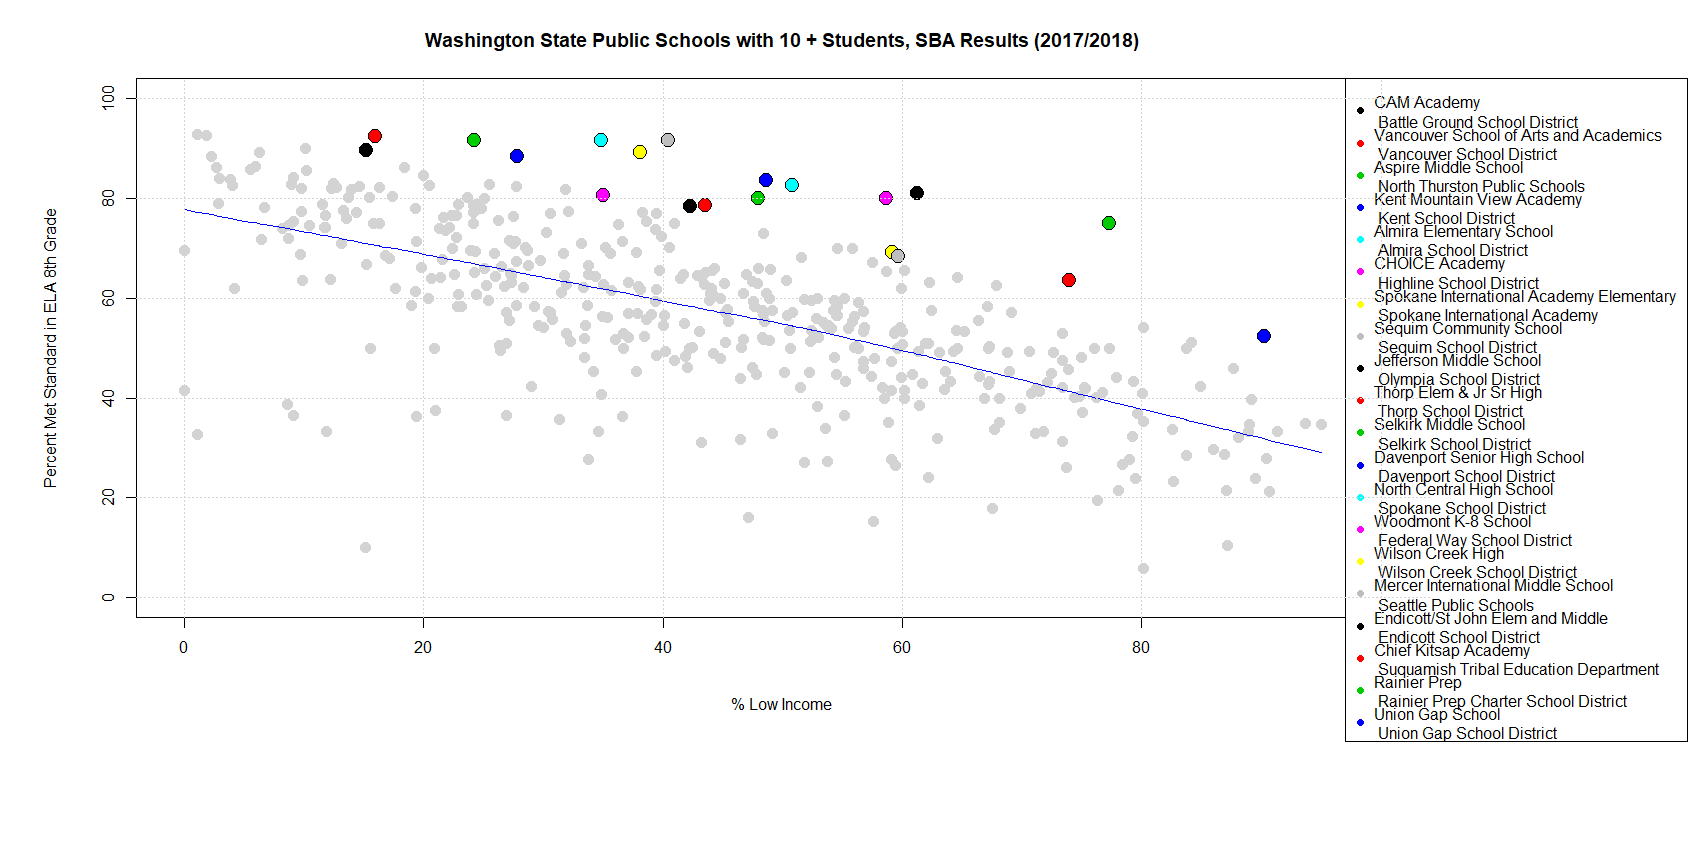 Washington State Public Schools with 10 + Students, SBA Results (2017/2018)
Percent Met Standard in ELA 8th Grade
100
80
60
40
20
0
0
20
40
60
80
% Low Income
CAM Academy
Battle Ground School District
Vancouver School of Arts and Academics
Vancouver School District
Aspire Middle School
North Thurston Public Schools
Kent Mountain View Academy
Kent School District
Almira Elementary School
Almira School District
CHOICE Academy
Highline School District
Spokane International Academy Elementary
Spokane International Academy
Sequim Community School
Sequim School District
Jefferson Middle School
Olympia School District
Thorp Elem & Jr Sr High
Thorp School District
Selkirk Middle School
Selkirk School District
Davenport Senior High School
Davenport School District
North Central High School
Spokane School District
Woodmont K-8 School
Federal Way School District
Wilson Creek High
Wilson Creek School District
Mercer International Middle School
Seattle Public Schools
Endicott/St John Elem and Middle
Endicott School District
Chief Kitsap Academy
Suquamish Tribal Education Department
Rainier Prep
Rainier Prep Charter School District
Union Gap School
Union Gap School District